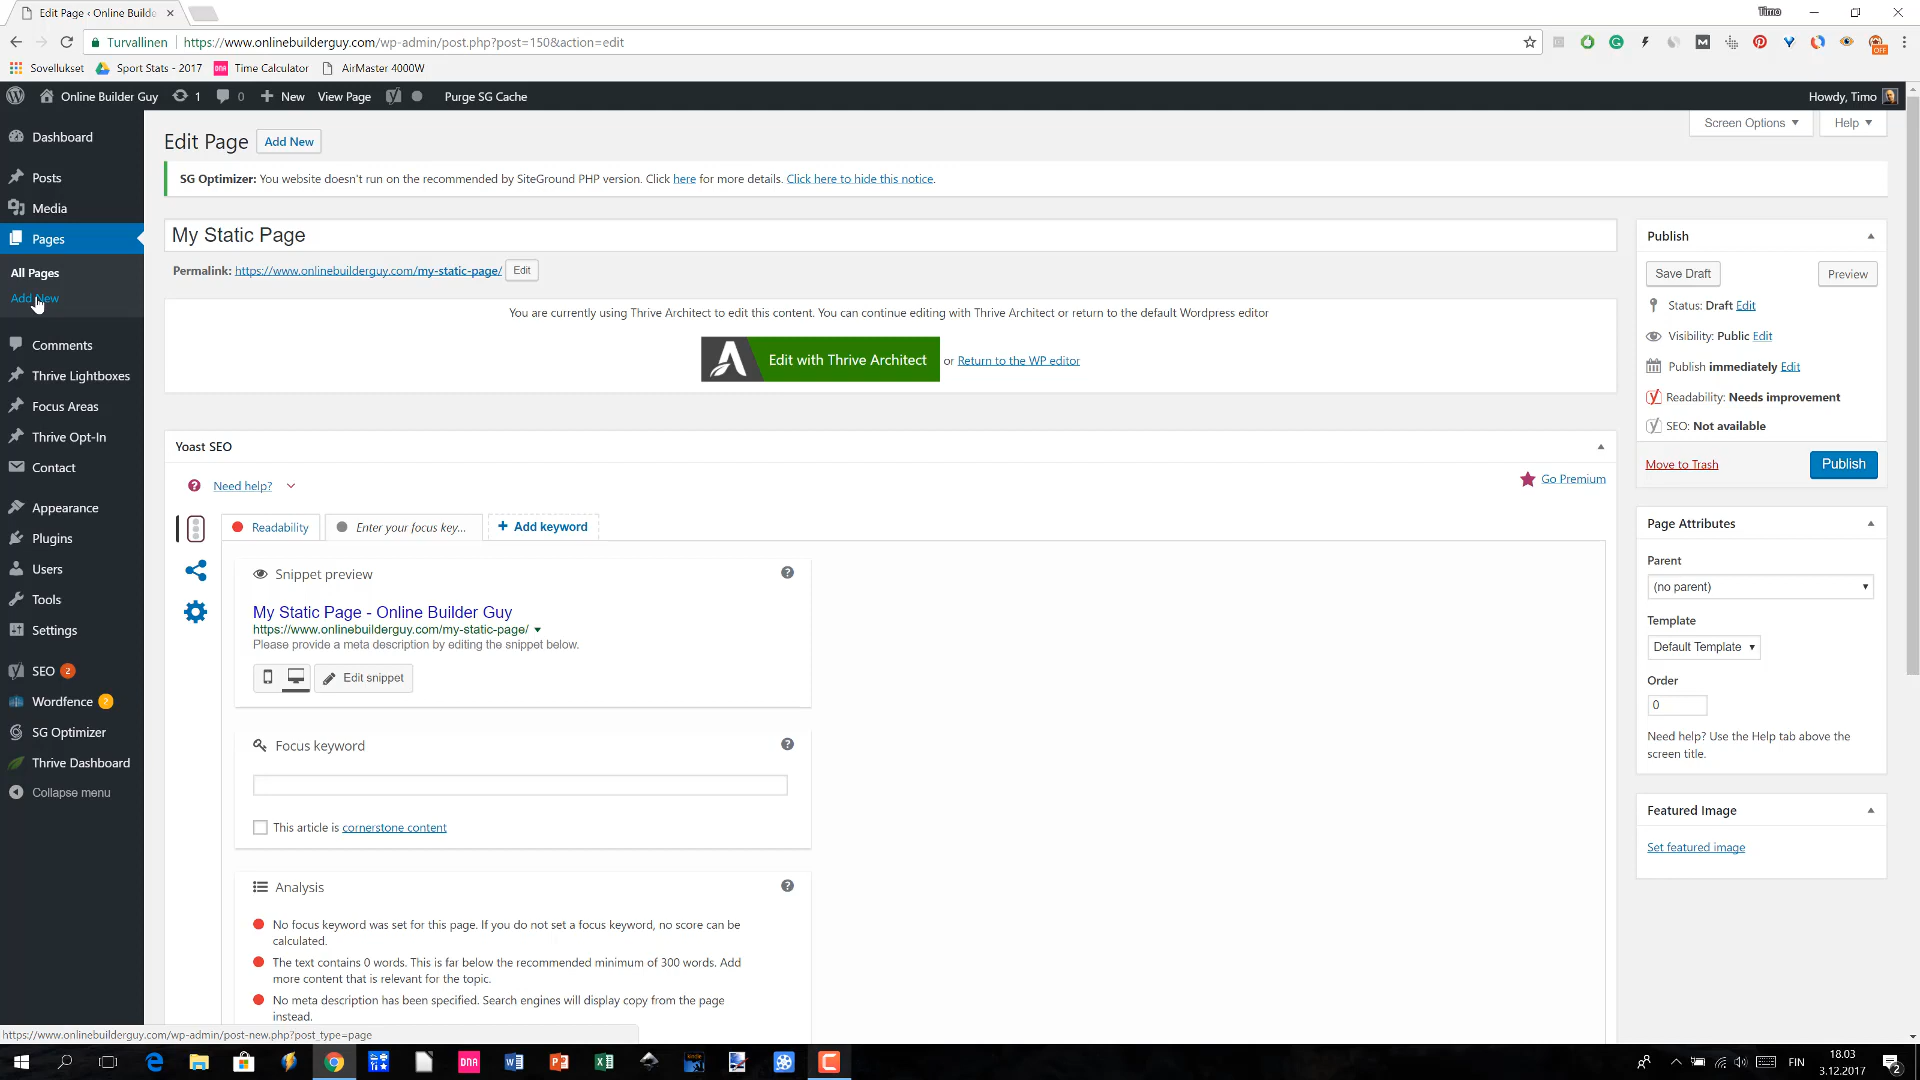 Edit Page ‹ Online Builde
Timo
Turvallinen
https://www.onlinebuilderguy.com/wp-admin/post.php?post=150&action=edit
Sovellukset
Sport Stats - 2017
DNA
Time Calculator
AirMaster 4000W
Online Builder Guy
1
0
New
View Page
Purge SG Cache
Howdy, Timo
Dashboard
Posts
Media
Pages
All Pages
Add New
Comments
Thrive Lightboxes
Focus Areas
Thrive Opt-In
Contact
Appearance
Plugins
Users
Tools
Settings
SEO 2
Wordfence 2
SG Optimizer
Thrive Dashboard
Collapse menu
Edit Page
Add New
Screen Options
Help
SG Optimizer: You website doesn't run on the recommended by SiteGround PHP version. Click here for more details. Click here to hide this notice.
My Static Page
Permalink: https://www.onlinebuilderguy.com/my-static-page/ Edit
You are currently using Thrive Architect to edit this content. You can continue editing with Thrive Architect or return to the default Wordpress editor
Edit with Thrive Architect or Return to the WP editor
Yoast SEO
Need help?
Go Premium
Readability
Enter your focus key...
+ Add keyword
Snippet preview
My Static Page - Online Builder Guy
https://www.onlinebuilderguy.com/my-static-page/
Please provide a meta description by editing the snippet below.
Edit snippet
Focus keyword
This article is cornerstone content
Analysis
No focus keyword was set for this page. If you do not set a focus keyword, no score can be
calculated.
The text contains 0 words. This is far below the recommended minimum of 300 words. Add
more content that is relevant for the topic.
No meta description has been specified. Search engines will display copy from the page
instead.
Publish
Save Draft
Preview
Status: Draft Edit
Visibility: Public Edit
Publish immediately Edit
Readability: Needs improvement
SEO: Not available
Move to Trash
Publish
Page Attributes
Parent
(no parent)
Template
Default Template
Order
0
Need help? Use the Help tab above the
screen title.
Featured Image
Set featured image
https://www.onlinebuilderguy.com/wp-admin/post-new.php?post_type=page
DNA
FIN
18.03
3.12.2017
2